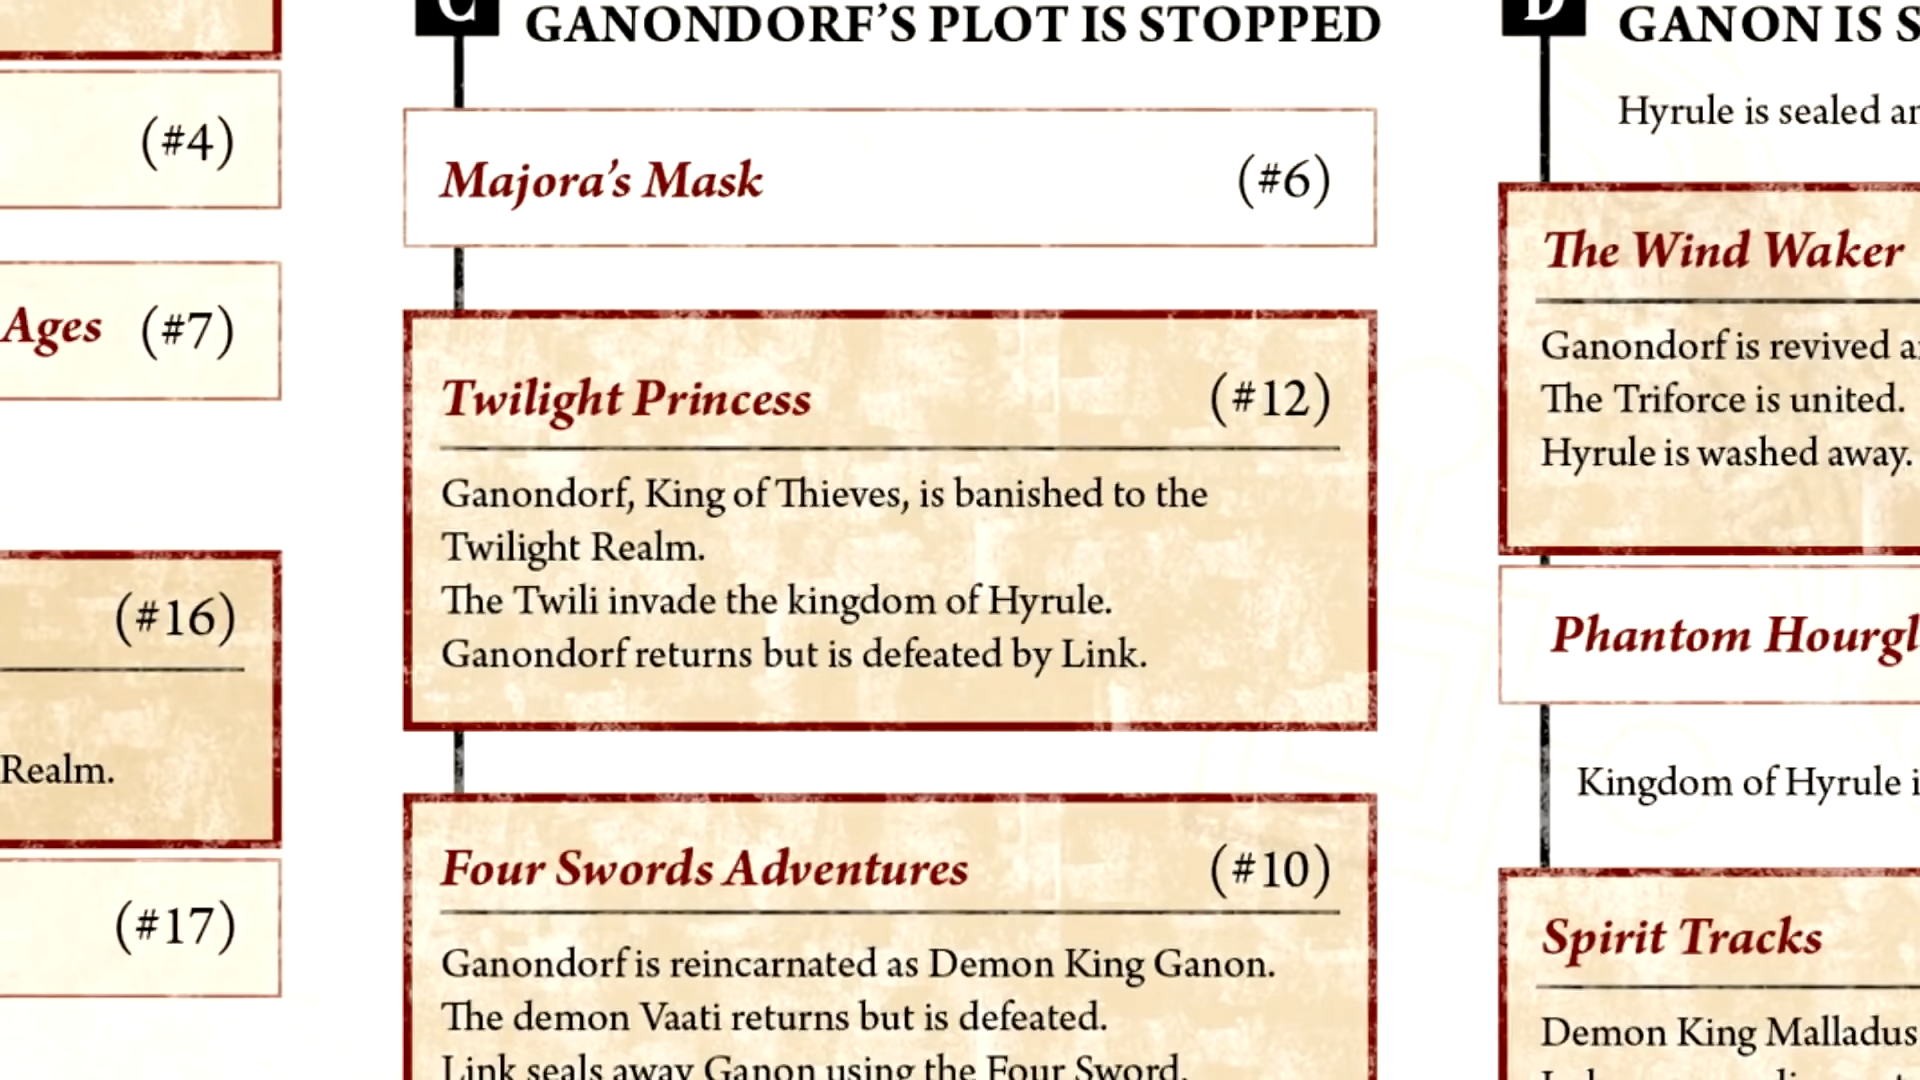 (#4)
Ages (#7)
(#16)
Realm.
(#17)
C GANONDORF’S PLOT IS STOPPED
Majora’s Mask (#6)
Twilight Princess (#12)
Ganondorf, King of Thieves, is banished to the
Twilight Realm.
The Twili invade the kingdom of Hyrule.
Ganondorf returns but is defeated by Link.
Four Swords Adventures (#10)
Ganondorf is reincarnated as Demon King Ganon.
The demon Vaati returns but is defeated.
Link seals away Ganon using the Four Sword.
D GANON IS
Hyrule is sealed
The Wind Waker
Ganondorf is revived
The Triforce is united.
Hyrule is washed away.
Phantom
Kingdom of Hyrule
Spirit Tracks
Demon King Malladus